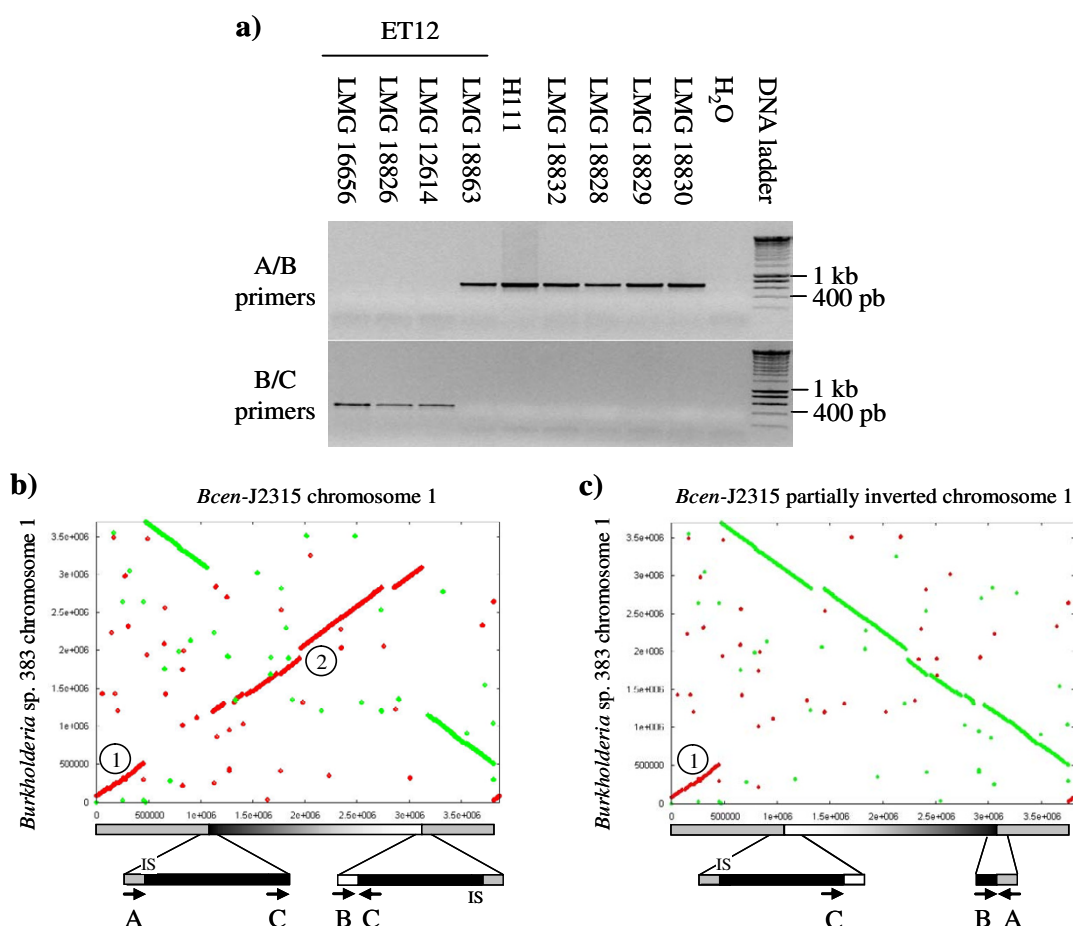 a)
ET12
LMG 16656
LMG 18826
LMG 12614
LMG 18863
H111
LMG 18832
LMG 18828
LMG 18829
LMG 18830
H₂O
DNA ladder
A/B primers
1 kb
400 pb
B/C primers
1 kb
400 pb
b)
Bcen-J2315 chromosome 1
Burkholderia sp. 383 chromosome 1
3.5e+006
3e+006
2.5e+006
2e+006
1.5e+006
1e+006
500000
0
1
2
0
500000
1e+006
1.5e+006
2e+006
2.5e+006
3e+006
3.5e+006
IS
A
C
B
C
IS
c)
Bcen-J2315 partially inverted chromosome 1
Burkholderia sp. 383 chromosome 1
3.5e+006
3e+006
2.5e+006
2e+006
1.5e+006
1e+006
500000
0
1
0
500000
1e+006
1.5e+006
2e+006
2.5e+006
3e+006
3.5e+006
IS
C
B
A